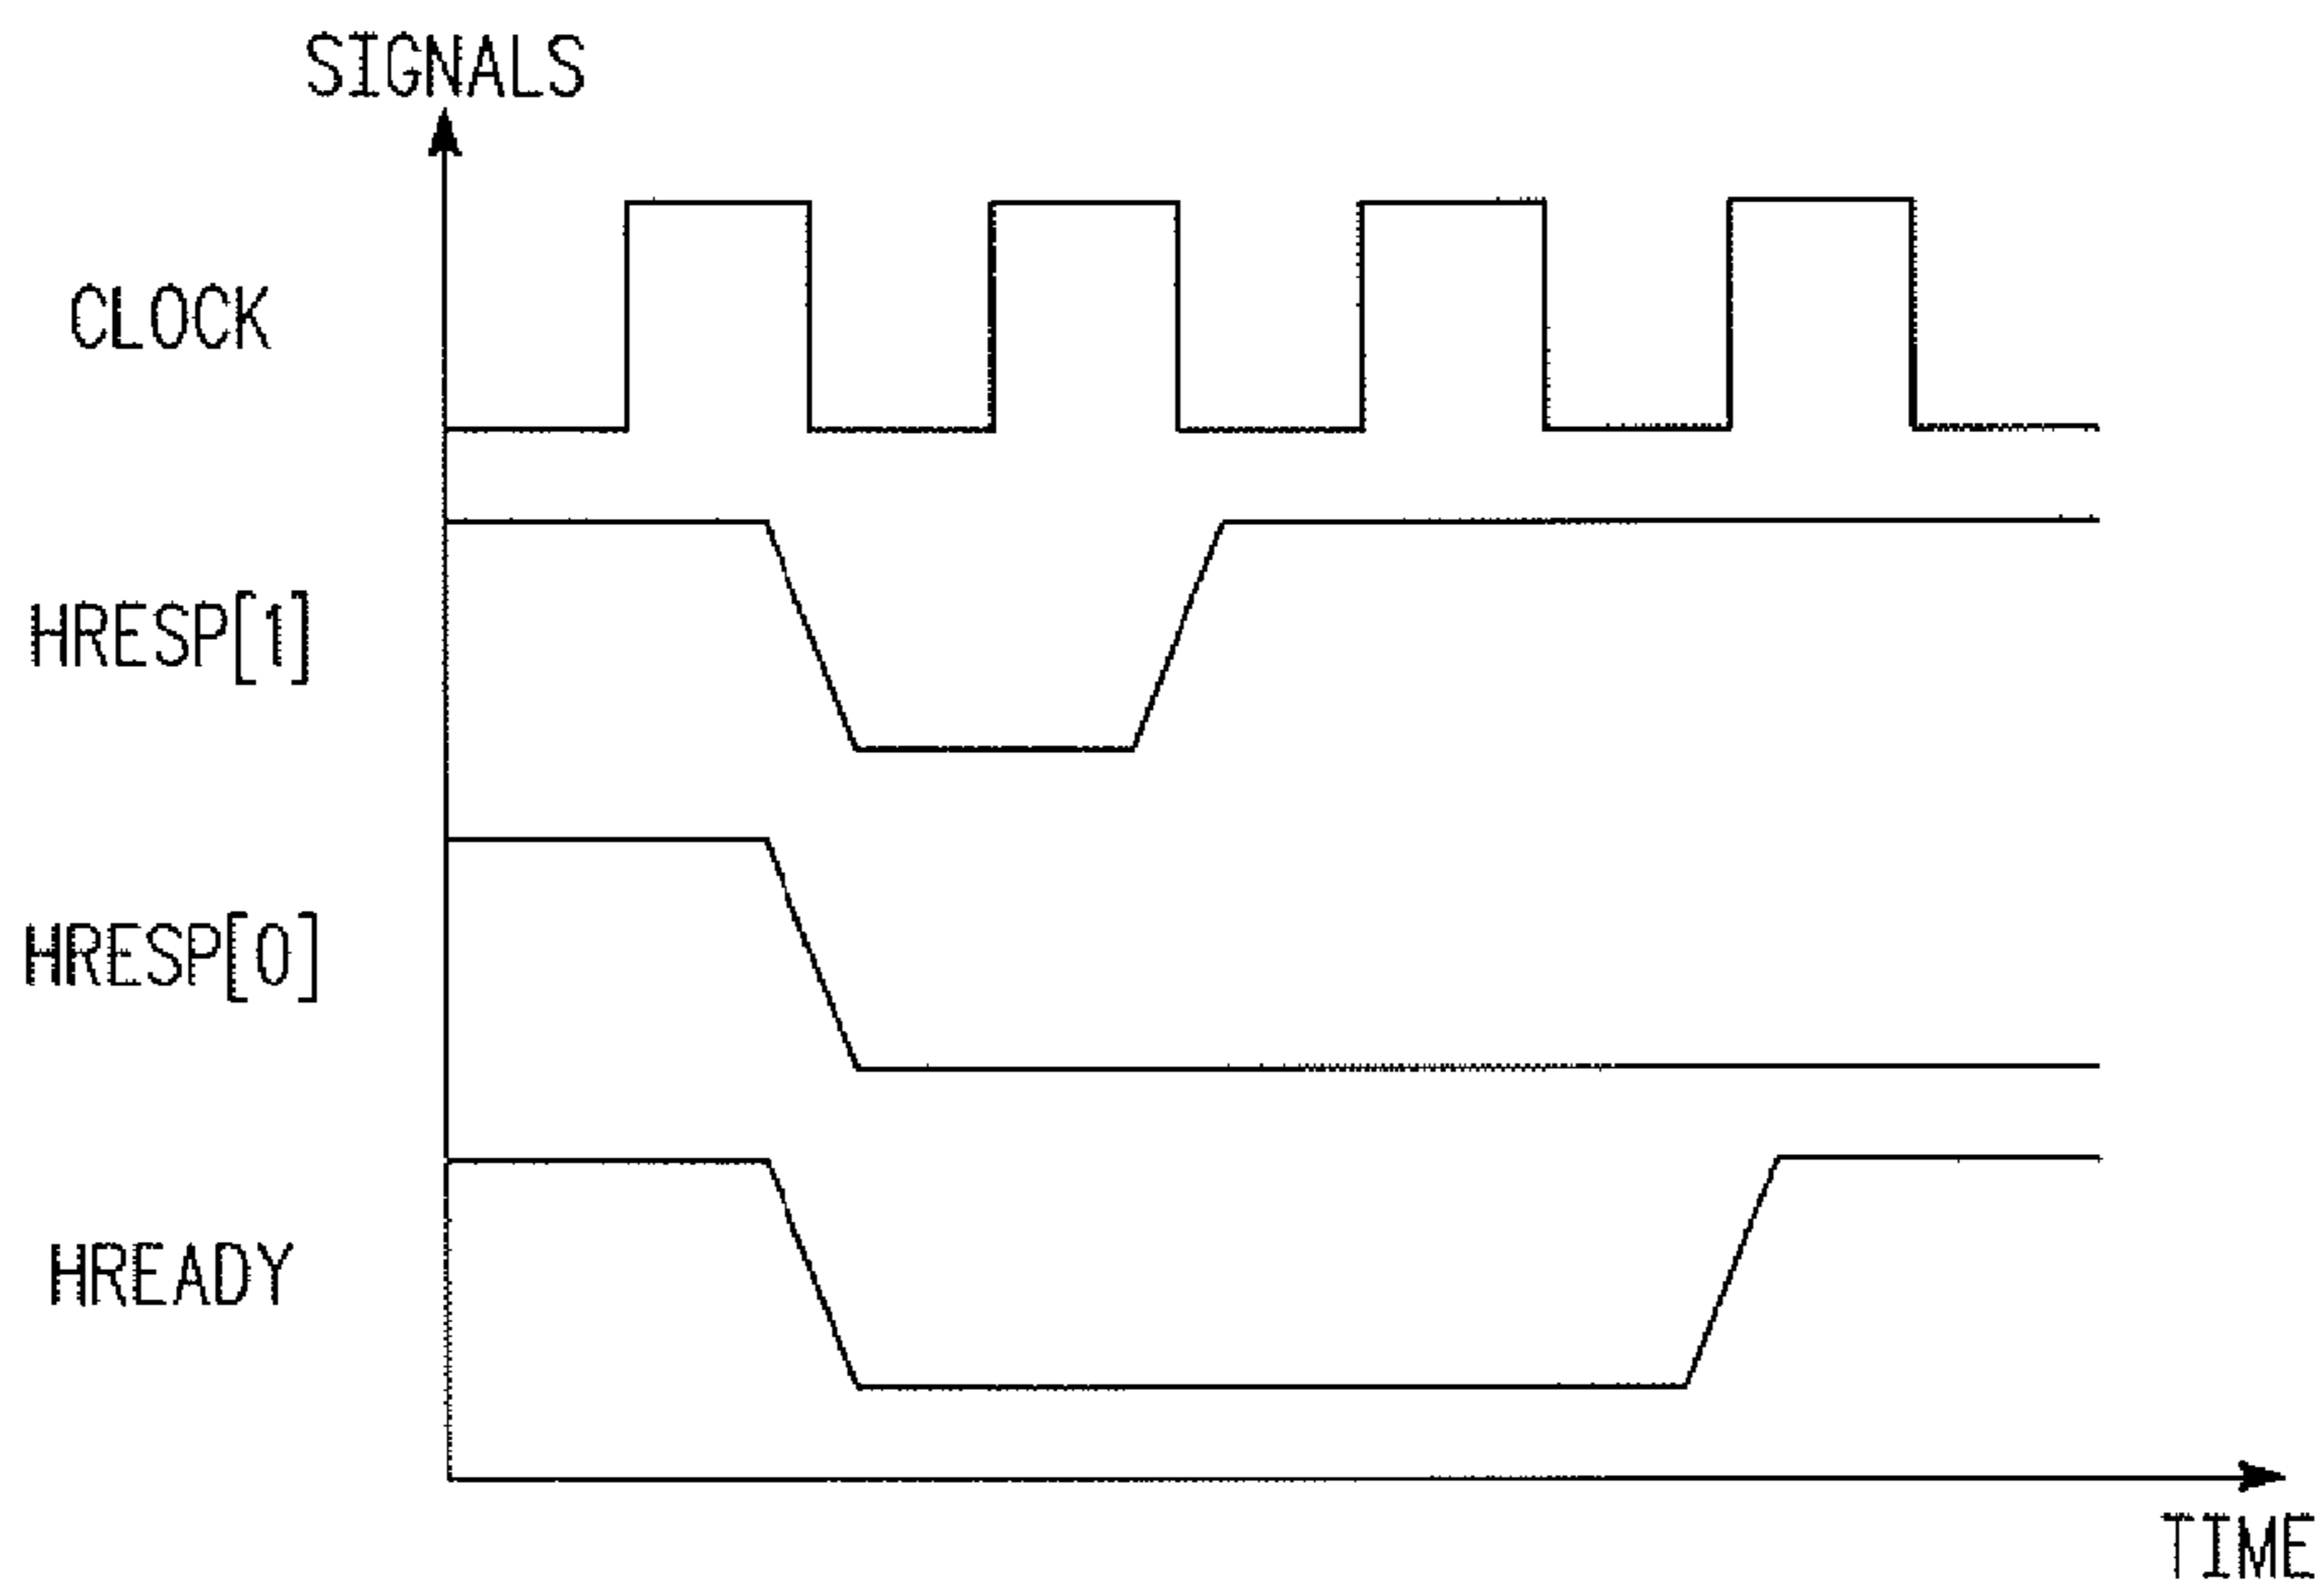 SIGNALS
CLOCK
HRESP[1]
HRESP[0]
HREADY
TIME